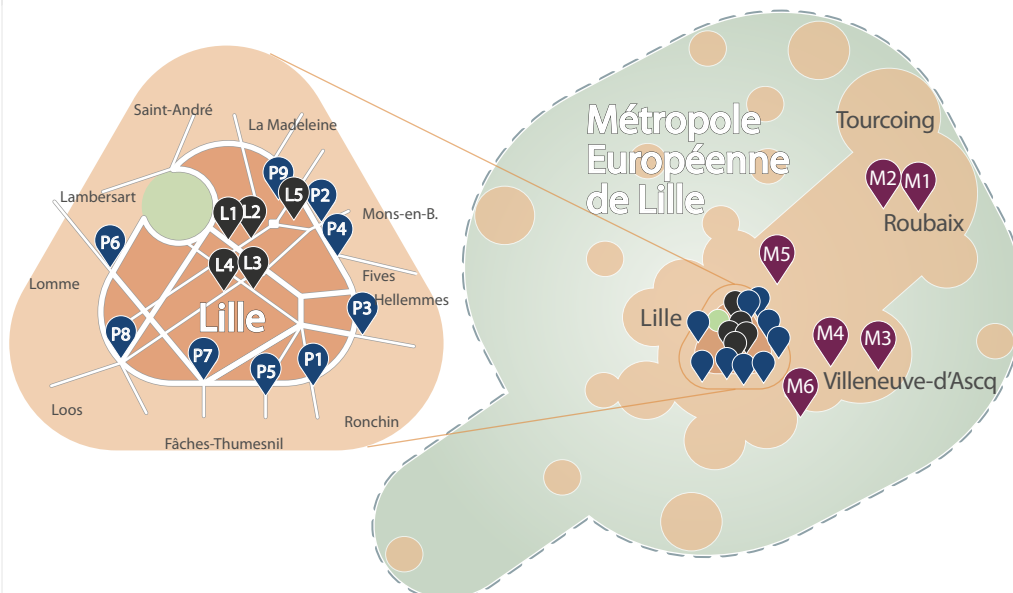 Saint-André
La Madeleine
Lambersart
P9
P2
L5
L1
L2
Mons-en-B.
P4
P6
L4
L3
Fives
Lomme
Hellemmes
P3
Lille
P8
P7
P1
P5
Loos
Ronchin
Fâches-Thumesnil
Métropole
Européenne
de Lille
Tourcoing
M2
M1
Roubaix
M5
Lille
M4
M3
Villeneuve-d'Ascq
M6